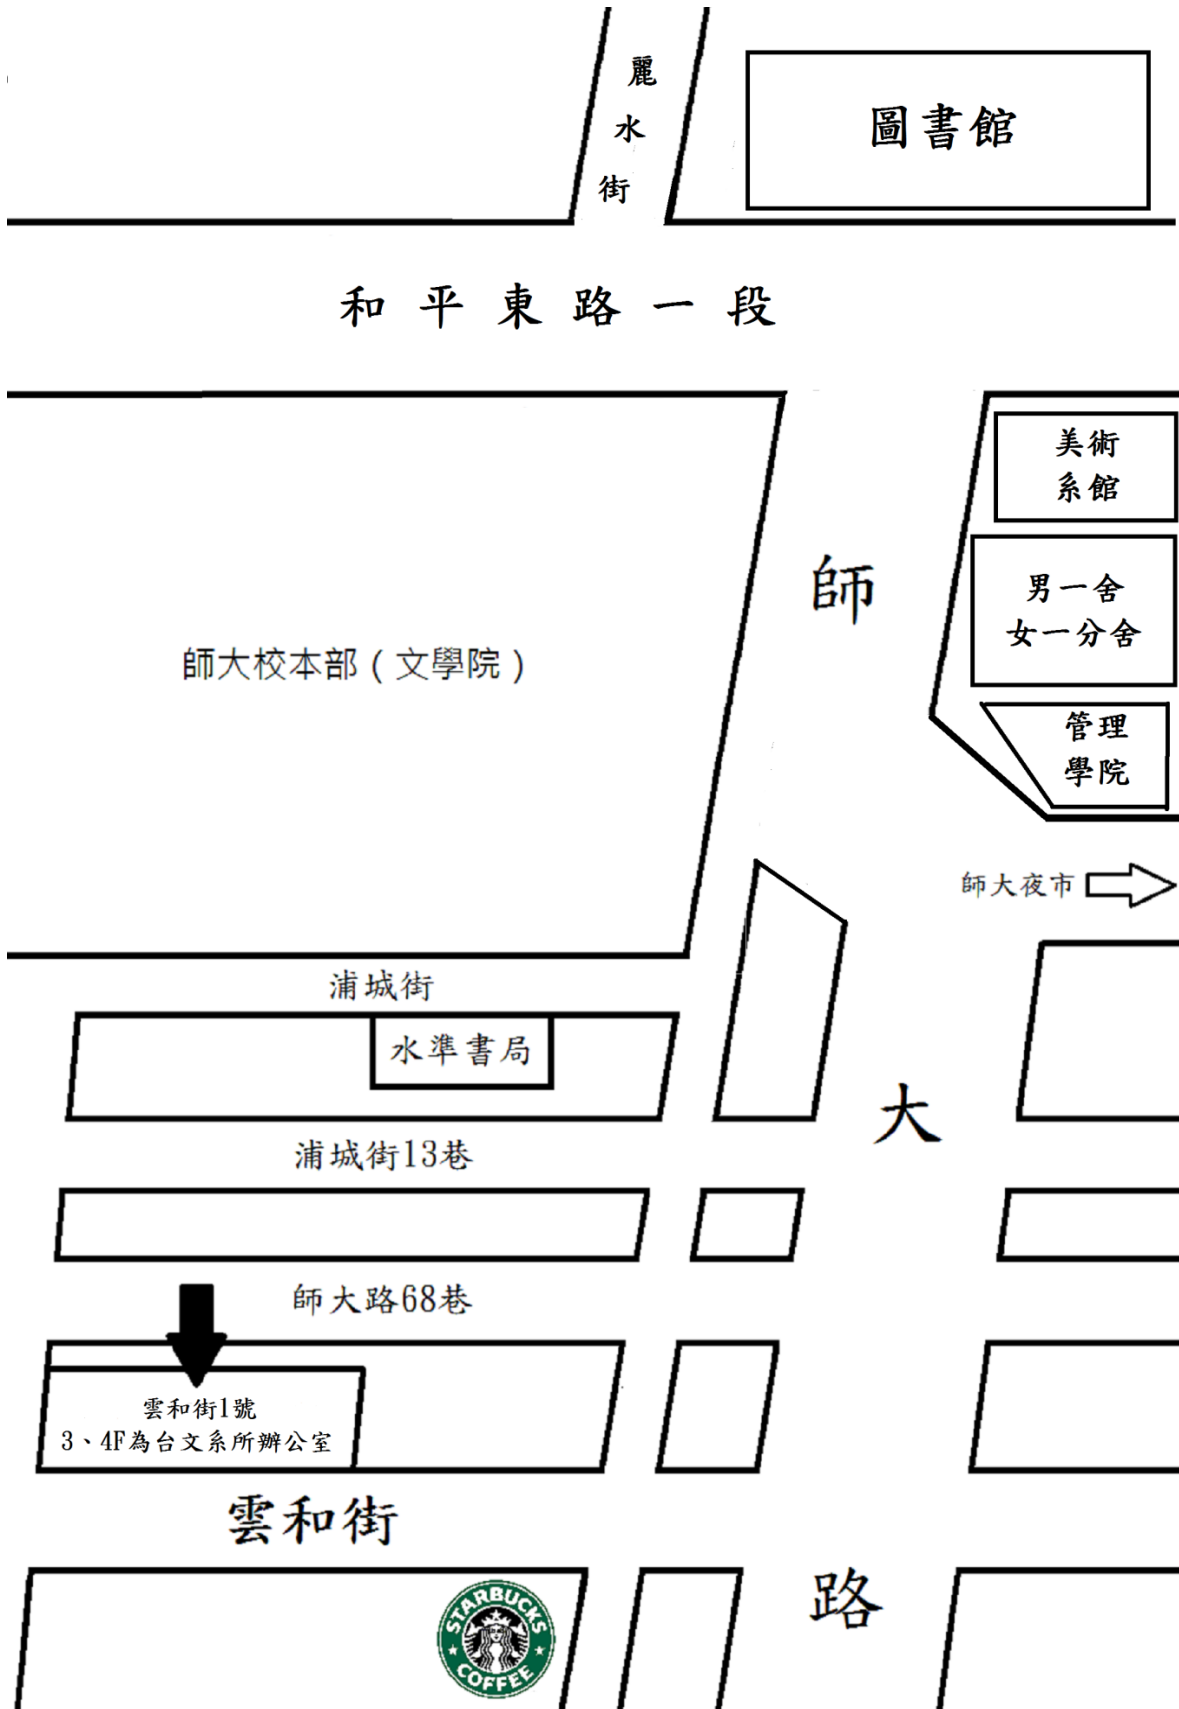 麗水街
圖書館
和平東路一段
美術
系館
師大路
男一舍
女一分舍
師大校本部（文學院）
管理
學院
師大夜市
浦城街
水準書局
浦城街13巷
師大路68巷
雲和街1號
3、4F為台文系所辦公室
雲和街
STARBUCKS
COFFEE